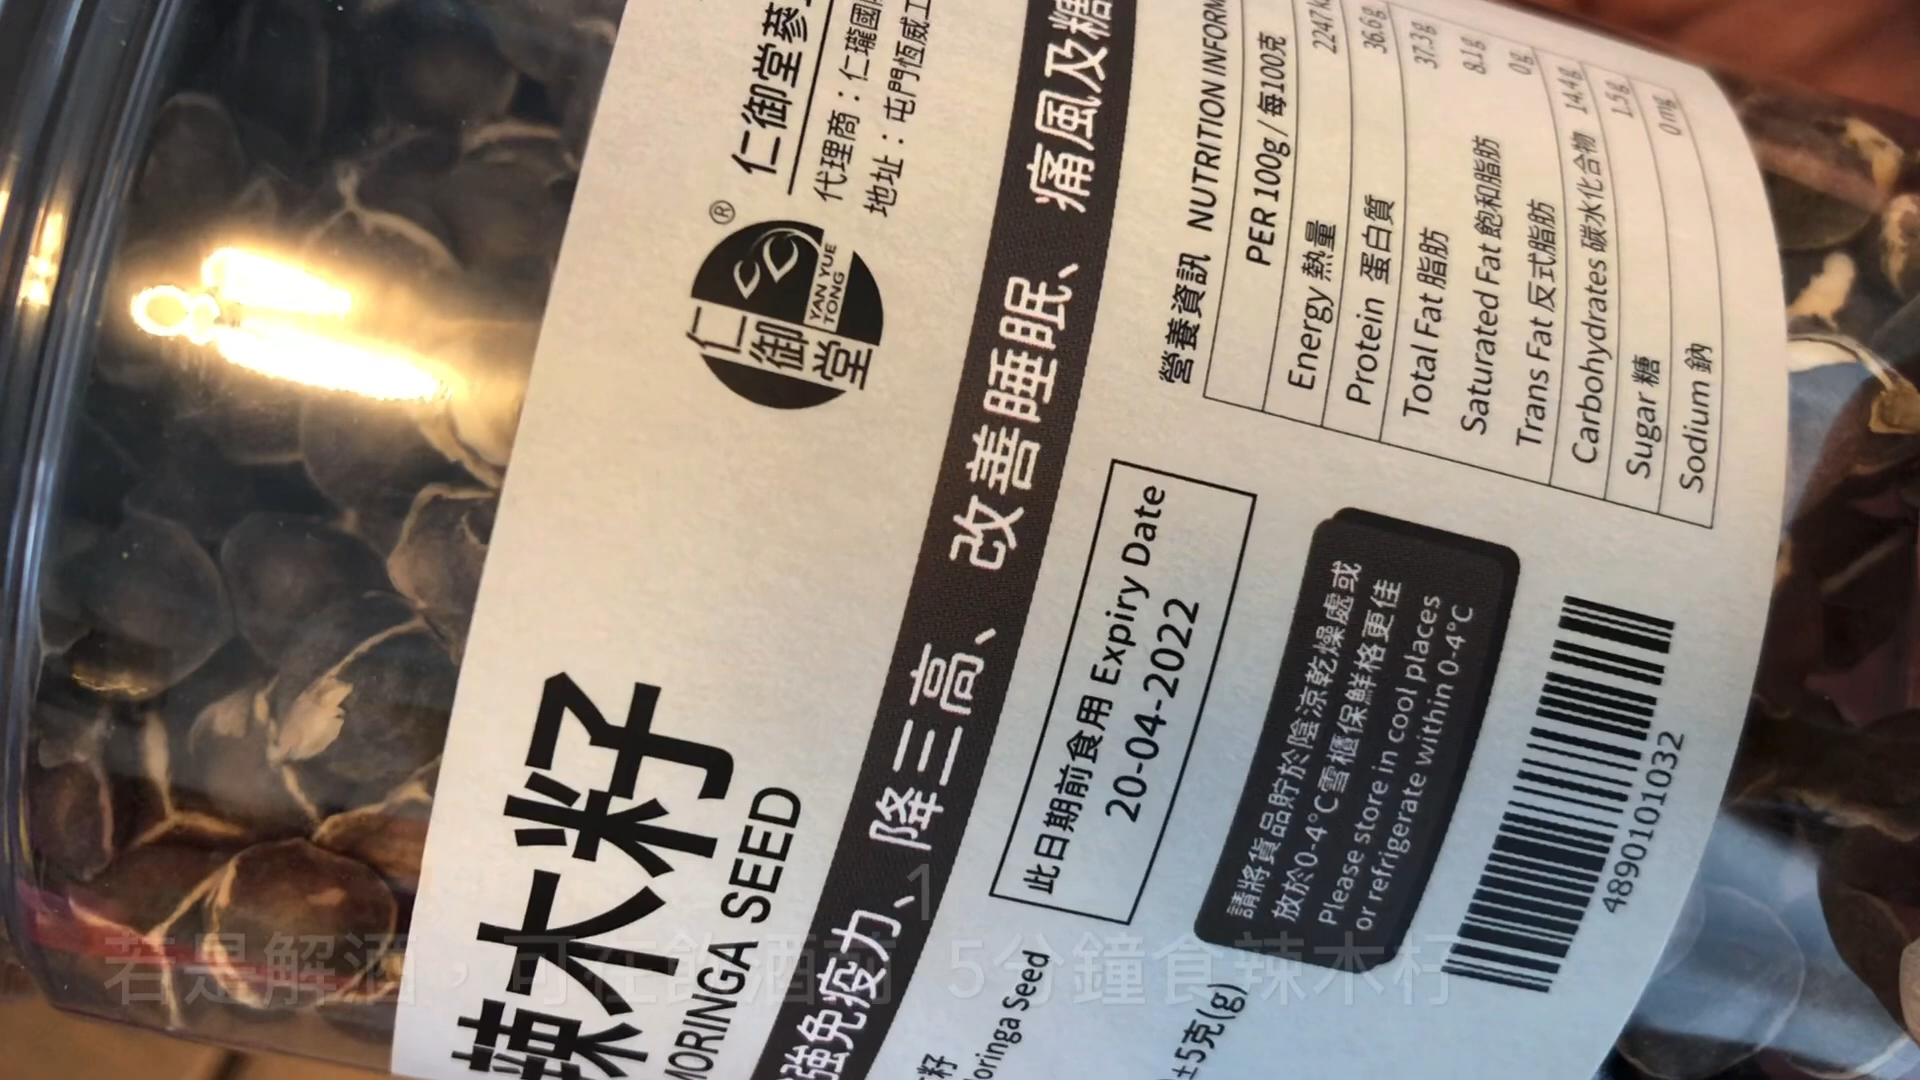 辣木籽
MORINGA SEED
仁御堂
YAN YUE
TONG
®
仁御堂蔘
代理商：仁瓏國
地址：屯門恆威工
強免疫力、降三高、改善睡眠、痛風及糖
籽
oringa Seed
±5克(g)
此日期前食用 Expiry Date
20-04-2022
營養資訊 NUTRITION INFORM
PER 100g / 每100克
Energy 熱量 2247k
Protein 蛋白質 36.6g
Total Fat 脂肪 37.3g
Saturated Fat 飽和脂肪 8.1g
Trans Fat 反式脂肪 0g
Carbohydrates 碳水化合物 14.4g
Sugar 糖 1.5g
Sodium 鈉 0mg
請將貨品貯於陰涼乾燥處或
放於0-4°C雪櫃保鮮格更佳
Please store in cool places
or refrigerate within 0-4°C
4890101032
1
若是解酒，可在飲酒前 5分鐘食辣木籽